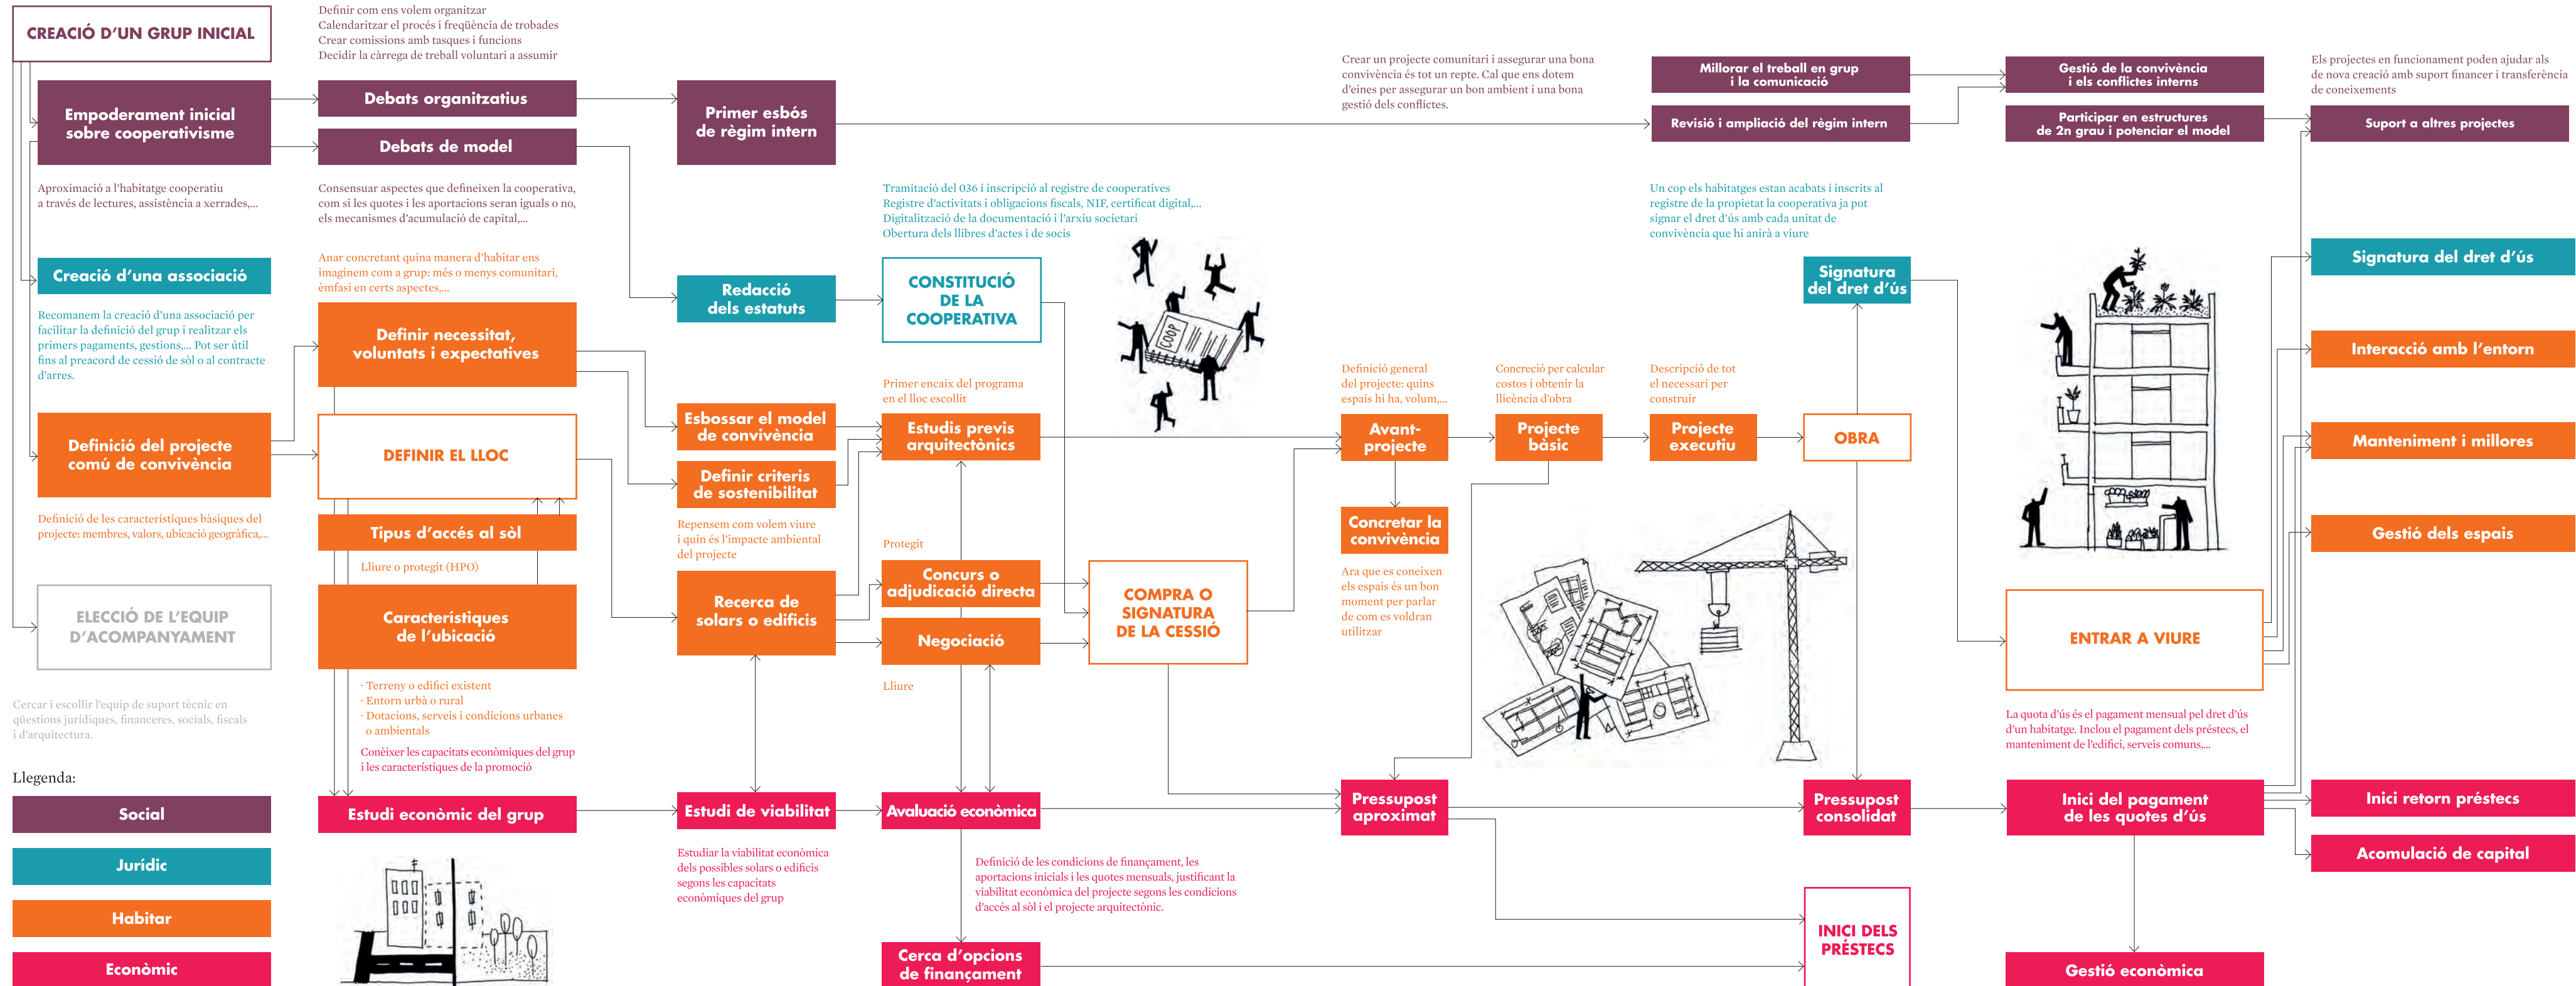 CREACIÓ D'UN GRUP INICIAL
Empoderament inicial
sobre cooperativisme
Aproximació a l'habitatge cooperatiu
a través de lectures, assistència a xerrades,...
Creació d'una associació
Recomanem la creació d'una associació per
facilitar la definició del grup i realitzar els
primers pagaments, gestions,... Pot ser útil
fins al preacord de cessió de sòl o al contracte
d'arres.
Definició del projecte
comú de convivència
Definició de les característiques bàsiques del
projecte: membres, valors, ubicació geogràfica,...
ELECCIÓ DE L'EQUIP
D'ACOMPANYAMENT
Cercar i escollir l'equip de suport tècnic en
qüestions jurídiques, financeres, socials, fiscals
i d'arquitectura.
Llegenda:
Social
Jurídic
Habitar
Econòmic
Definir com ens volem organitzar
Calendaritzar el procés i freqüència de trobades
Crear comissions amb tasques i funcions
Decidir la càrrega de treball voluntari a assumir
Debats organitzatius
Debats de model
Consensuar aspectes que defineixen la cooperativa,
com si les quotes i les aportacions seran iguals o no,
els mecanismes d'acumulació de capital,...
Anar concretant quina manera d'habitar ens
imaginem com a grup: més o menys comunitari,
èmfasi en certs aspectes,...
Definir necessitat,
voluntats i expectatives
DEFINIR EL LLOC
Tipus d'accés al sòl
Lliure o protegit (HPO)
Característiques
de l'ubicació
· Terreny o edifici existent
· Entorn urbà o rural
· Dotacions, serveis i condicions urbanes
o ambientals
Conèixer les capacitats econòmiques del grup
i les característiques de la promoció
Estudi econòmic del grup
Primer esbós
de règim intern
Redacció
dels estatuts
Esbossar el model
de convivència
Definir criteris
de sostenibilitat
Repensem com volem viure
i quin és l'impacte ambiental
del projecte
Recerca de
solars o edificis
Estudi de viabilitat
Estudiar la viabilitat econòmica
dels possibles solars o edificis
segons les capacitats
econòmiques del grup
Tramitació del 036 i inscripció al registre de cooperatives
Registre d'activitats i obligacions fiscals, NIF, certificat digital,...
Digitalització de la documentació i l'arxiu societari
Obertura dels llibres d'actes i de socis
CONSTITUCIÓ
DE LA
COOPERATIVA
COOP
Primer encaix del programa
en el lloc escollit
Estudis previs
arquitectònics
Protegit
Concurs o
adjudicació directa
Negociació
Lliure
COMPRA O
SIGNATURA
DE LA CESSIÓ
Avaluació econòmica
Definició de les condicions de finançament, les
aportacions inicials i les quotes mensuals, justificant la
viabilitat econòmica del projecte segons les condicions
d'accés al sòl i el projecte arquitectònic.
Cerca d'opcions
de finançament
Crear un projecte comunitari i assegurar una bona
convivència és tot un repte. Cal que ens dotem
d'eines per assegurar un bon ambient i una bona
gestió dels conflictes.
Definició general
del projecte: quins
espais hi ha, volum,...
Avant-
projecte
Concretar la
convivència
Ara que es coneixen
els espais és un bon
moment per parlar
de com es voldran
utilitzar
Pressupost
aproximat
Concreció per calcular
costos i obtenir la
llicència d'obra
Projecte
bàsic
Millorar el treball en grup
i la comunicació
Revisió i ampliació del règim intern
Un cop els habitatges estan acabats i inscrits al
registre de la propietat la cooperativa ja pot
signar el dret d'ús amb cada unitat de
convivència que hi anirà a viure
Signatura
del dret d'ús
Descripció de tot
el necessari per
construir
Projecte
executiu
OBRA
Pressupost
consolidat
INICI DELS
PRÉSTECS
Gestió de la convivència
i els conflictes interns
Participar en estructures
de 2n grau i potenciar el model
ENTRAR A VIURE
La quota d'ús és el pagament mensual pel dret d'ús
d'un habitatge. Inclou el pagament dels préstecs, el
manteniment de l'edifici, serveis comuns,...
Inici del pagament
de les quotes d'ús
Gestió econòmica
Els projectes en funcionament poden ajudar als
de nova creació amb suport financer i transferència
de coneixements
Suport a altres projectes
Signatura del dret d'ús
Interacció amb l'entorn
Manteniment i millores
Gestió dels espais
Inici retorn préstecs
Acomulació de capital